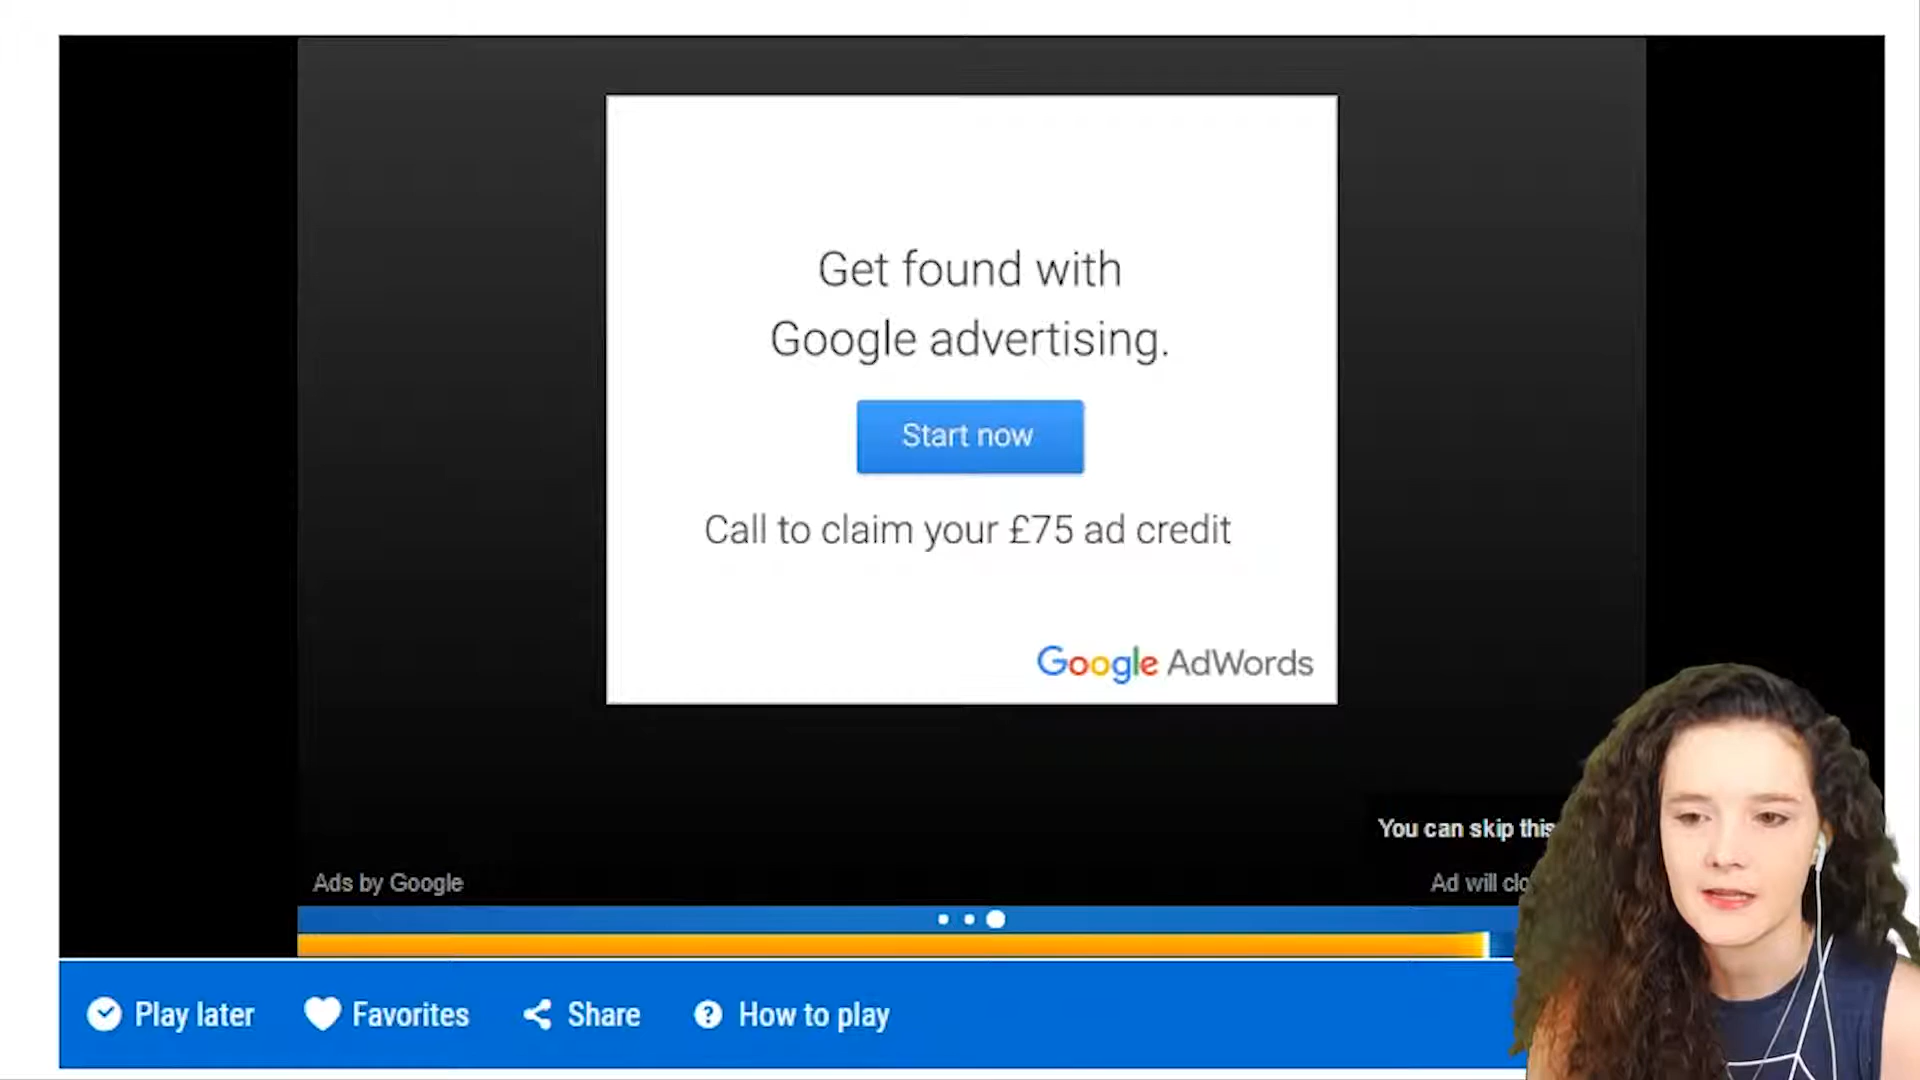 Get found with
Google advertising.
Start now
Call to claim your £75 ad credit
Google AdWords
You can skip this
Ads by Google
Ad will
Play later
Favorites
Share
How to play